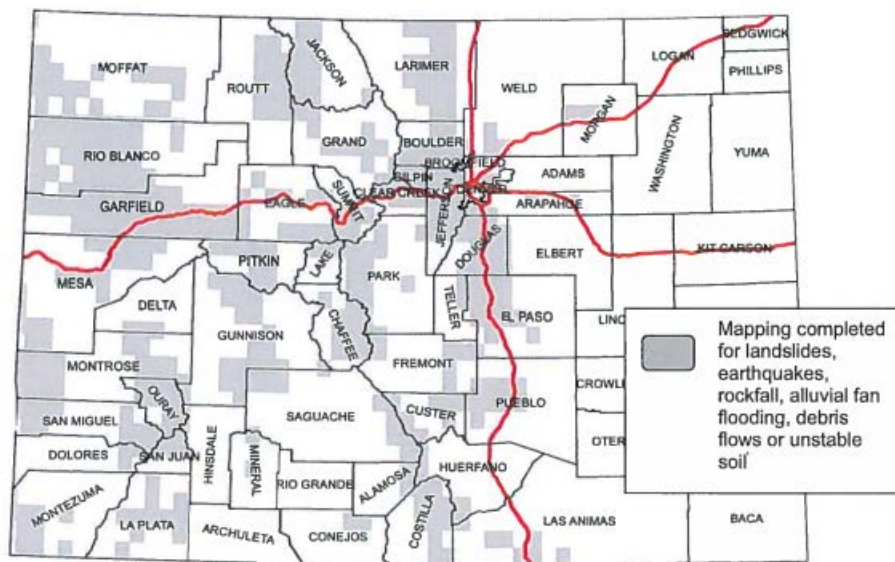 SEDGWICK
LOGAN
PHILLIPS
MOFFAT
JACKSON
LARIMER
ROUTT
WELD
MORGAN
WASHINGTON
YUMA
GRAND
BOULDER
RIO BLANCO
BROOMFIELD
GILPIN
ADAMS
CLEAR CREEK
DENVER
SUMMIT
EAGLE
GARFIELD
JEFFERSON
ARAPAHOE
DOUGLAS
ELBERT
KIT CARSON
PITKIN
LAKE
PARK
MESA
DELTA
TELLER
EL PASO
LINC
GUNNISON
CHAFFEE
FREMONT
MONTROSE
OURAY
CROWL
PUEBLO
CUSTER
SAGUACHE
SAN MIGUEL
OTER
DOLORES
SAN JUAN
HINSDALE
MINERAL
HUERFANO
RIO GRANDE
ALAMOSA
MONTEZUMA
LA PLATA
COSTILLA
LAS ANIMAS
BACA
ARCHULETA
CONEJOS
Mapping completed
for landslides,
earthquakes,
rockfall, alluvial fan
flooding, debris
flows or unstable
soil